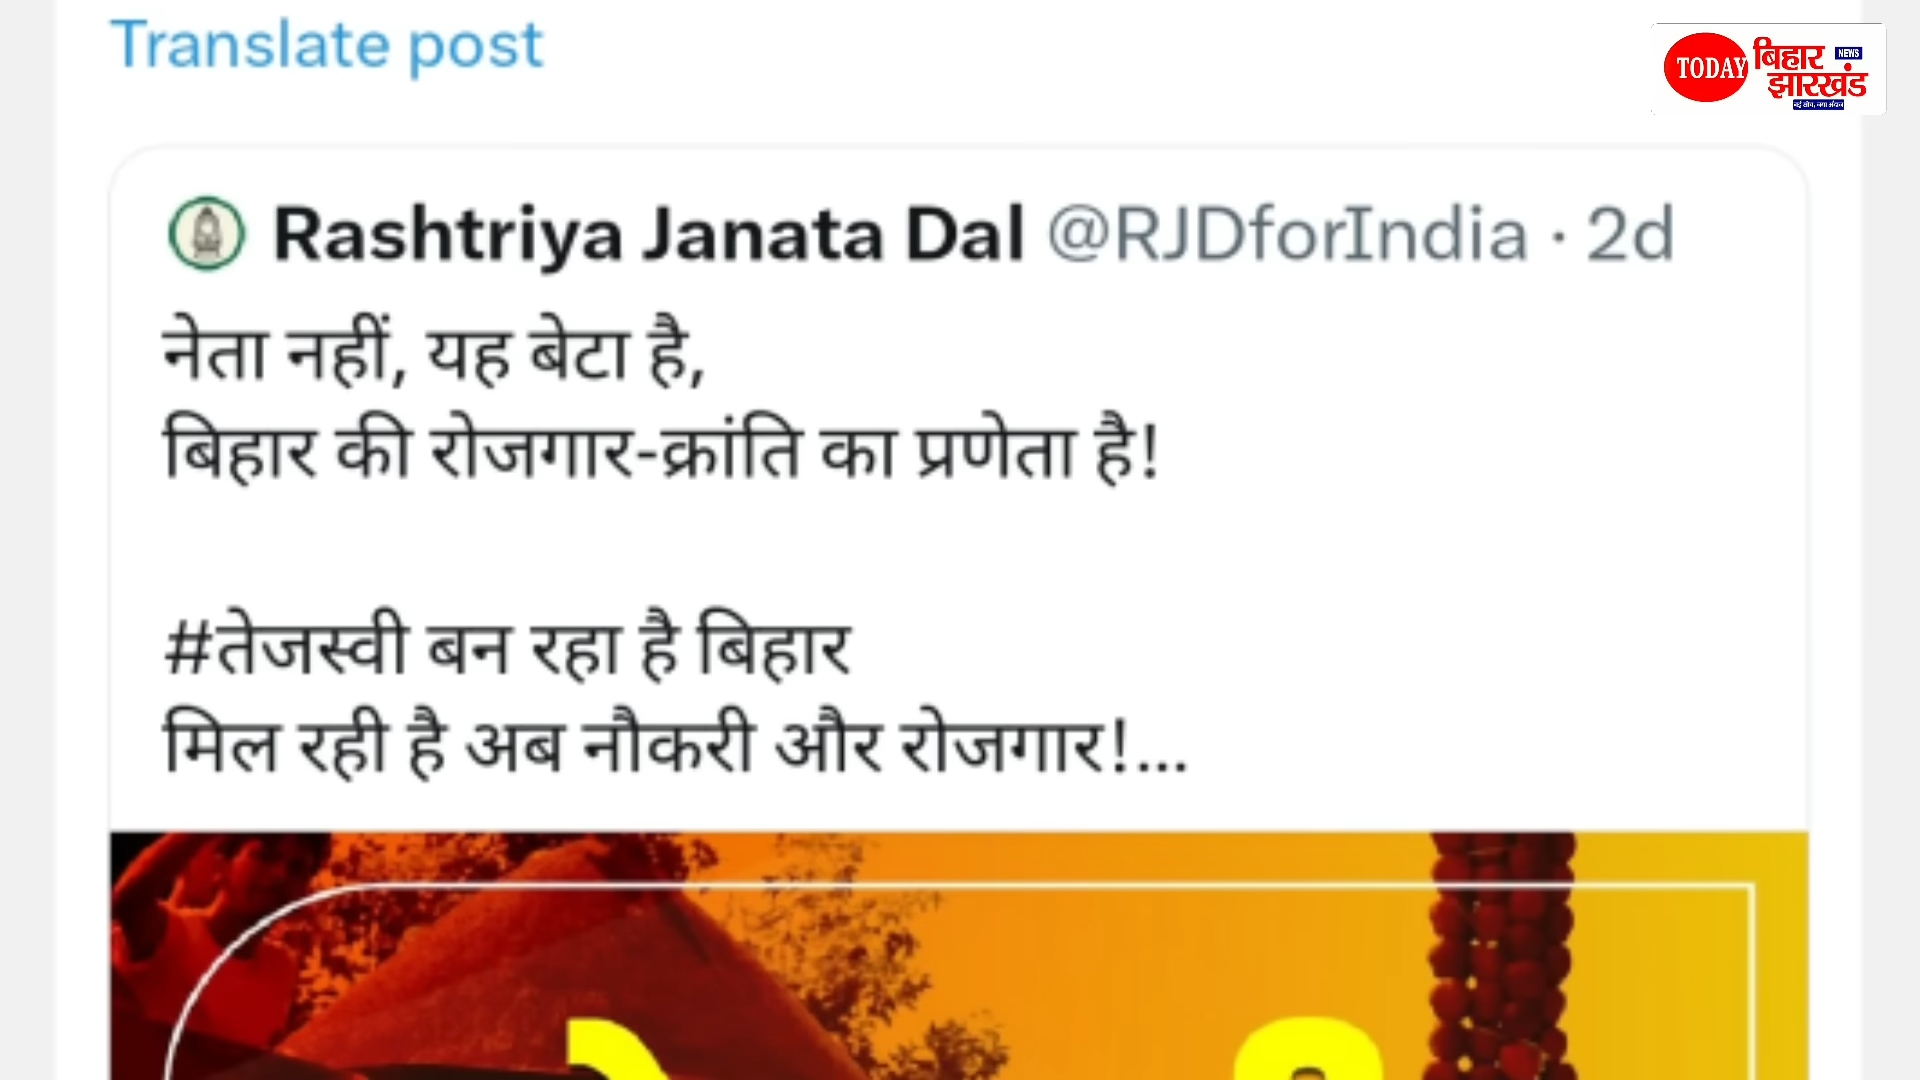 Translate post
TODAY
बिहार
NEWS
झारखंड
Rashtriya Janata Dal @RJDforIndia · 2d
नेता नहीं, यह बेटा है,
बिहार की रोजगार-क्रांति का प्रणेता है!
#तेजस्वी बन रहा है बिहार
मिल रही है अब नौकरी और रोजगार!...